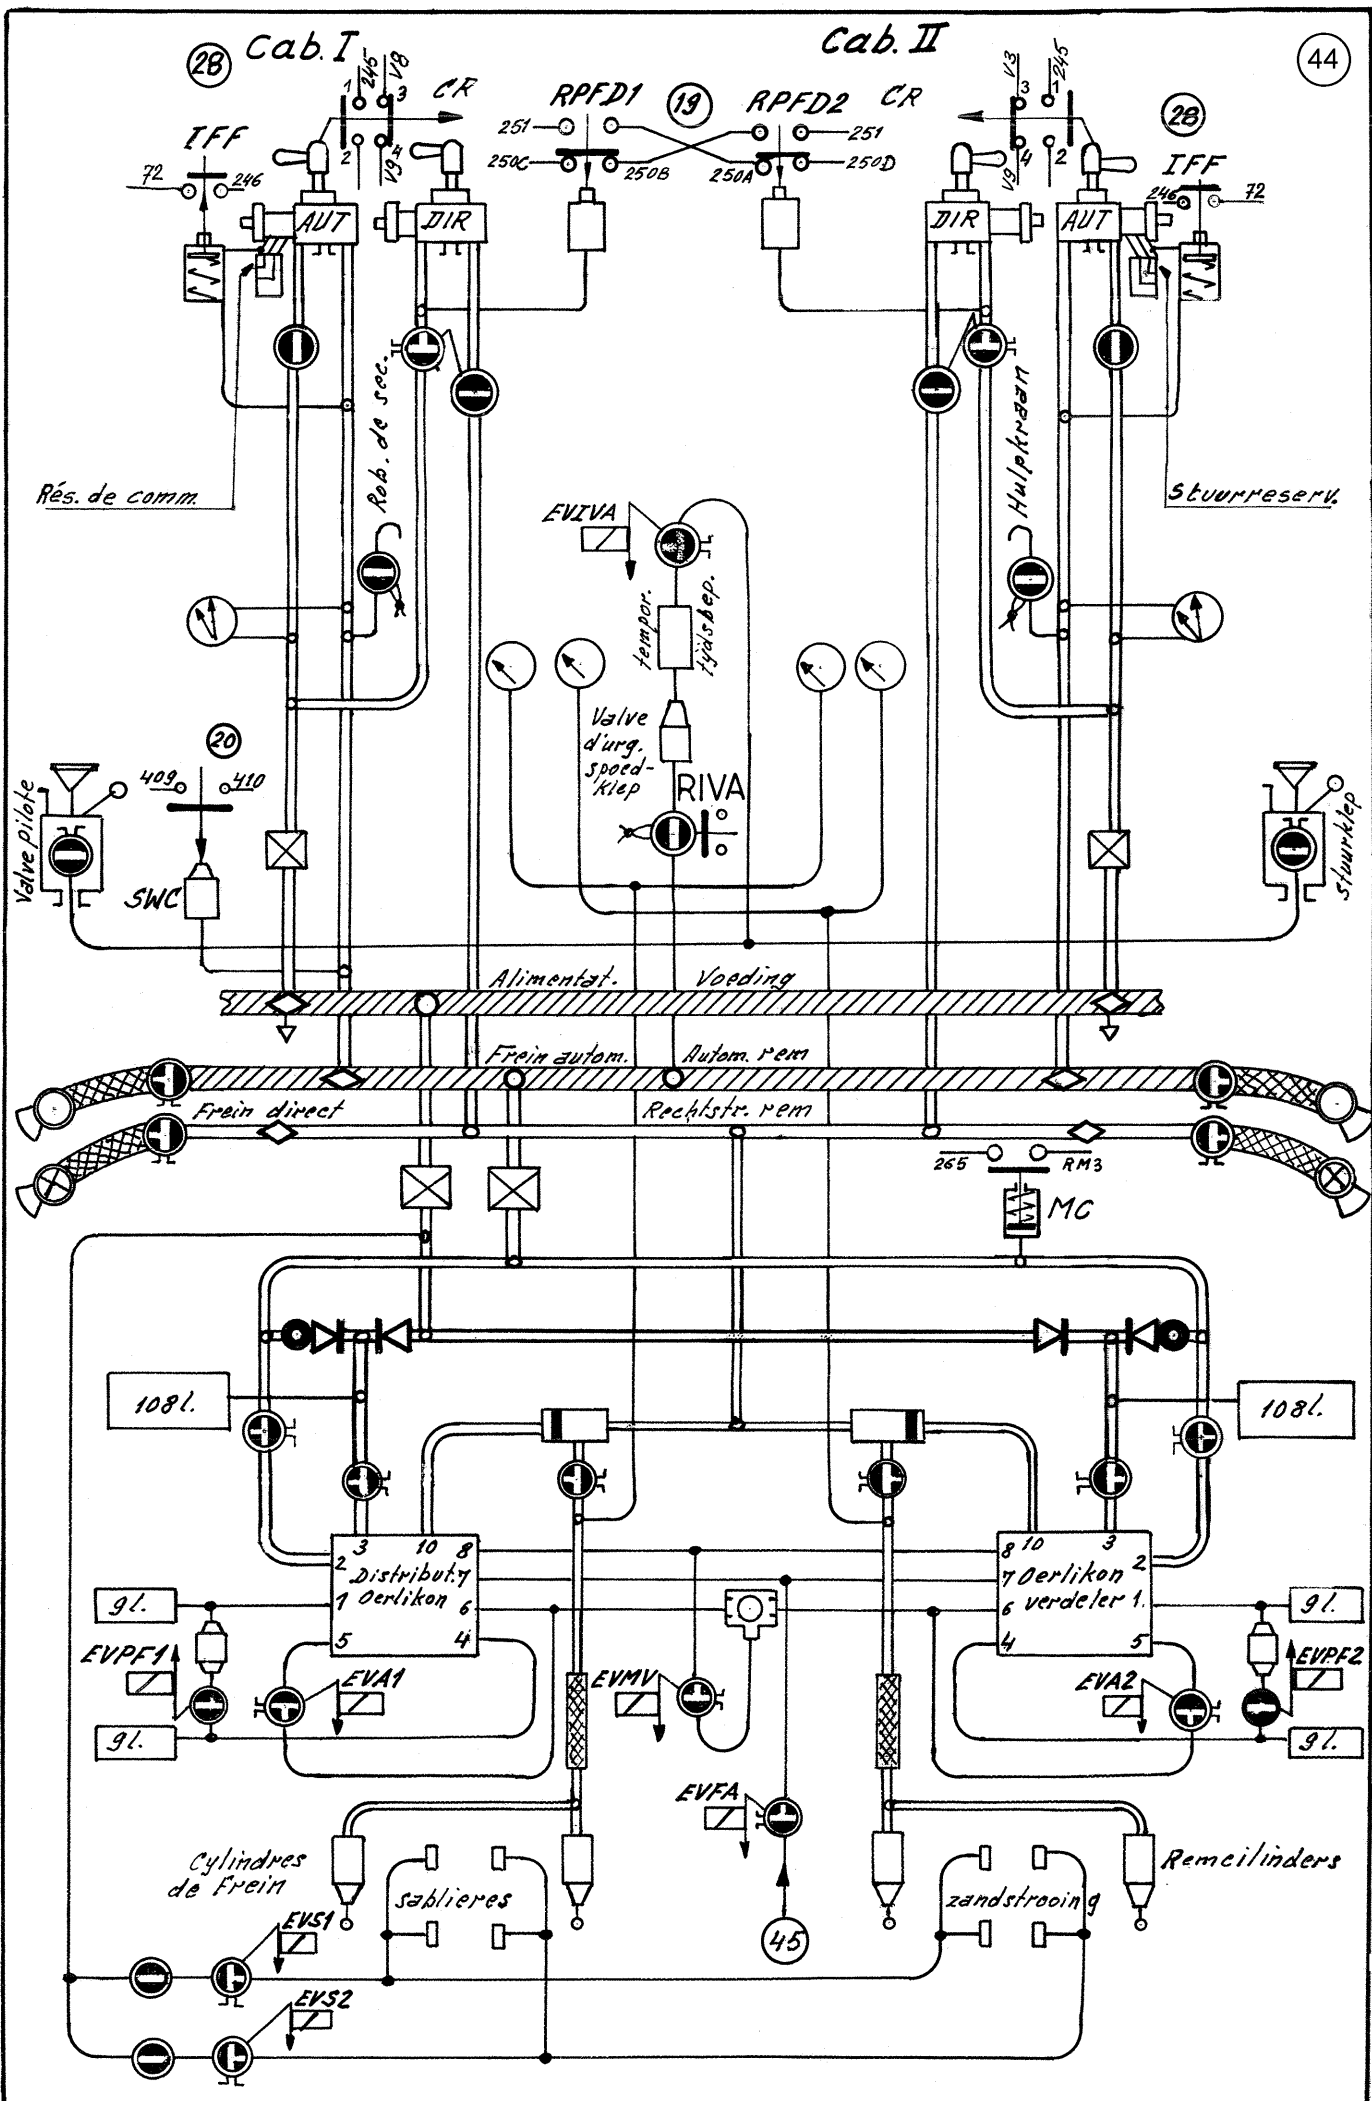 28
Cab. I
Cab. II
44
1
245
V8
3
2
V9
4
CR
RPFD1
19
RPFD2
CR
V3
3
1
245
4
V9
2
28
251
251
250C
250B
250A
250D
IFF
72
246
IFF
246
72
AUT
DIR
DIR
AUT
Rob. de sec.
Hulpkraan
Rés. de comm.
Stuurreserv.
EVIVA
tempor.
tijdsbep.
Valve
d'urg.
spoed-
klep
RIVA
20
409
410
SWC
Valve pilote
stuurklep
Alimentat.
Voeding
Frein autom.
Autom. rem
Frein direct
Rechtstr. rem
265
RM3
MC
108l.
108l.
3
10
8
2
Distribut.
7
1
Oerlikon
6
5
4
8
10
3
2
7
Oerlikon
6
verdeler
1.
4
5
9l.
9l.
EVPF1
EVA1
EVMV
EVA2
EVPF2
9l.
9l.
EVFA
Cylindres
de Frein
sablieres
zandstrooing
Remcilinders
45
EVS1
EVS2